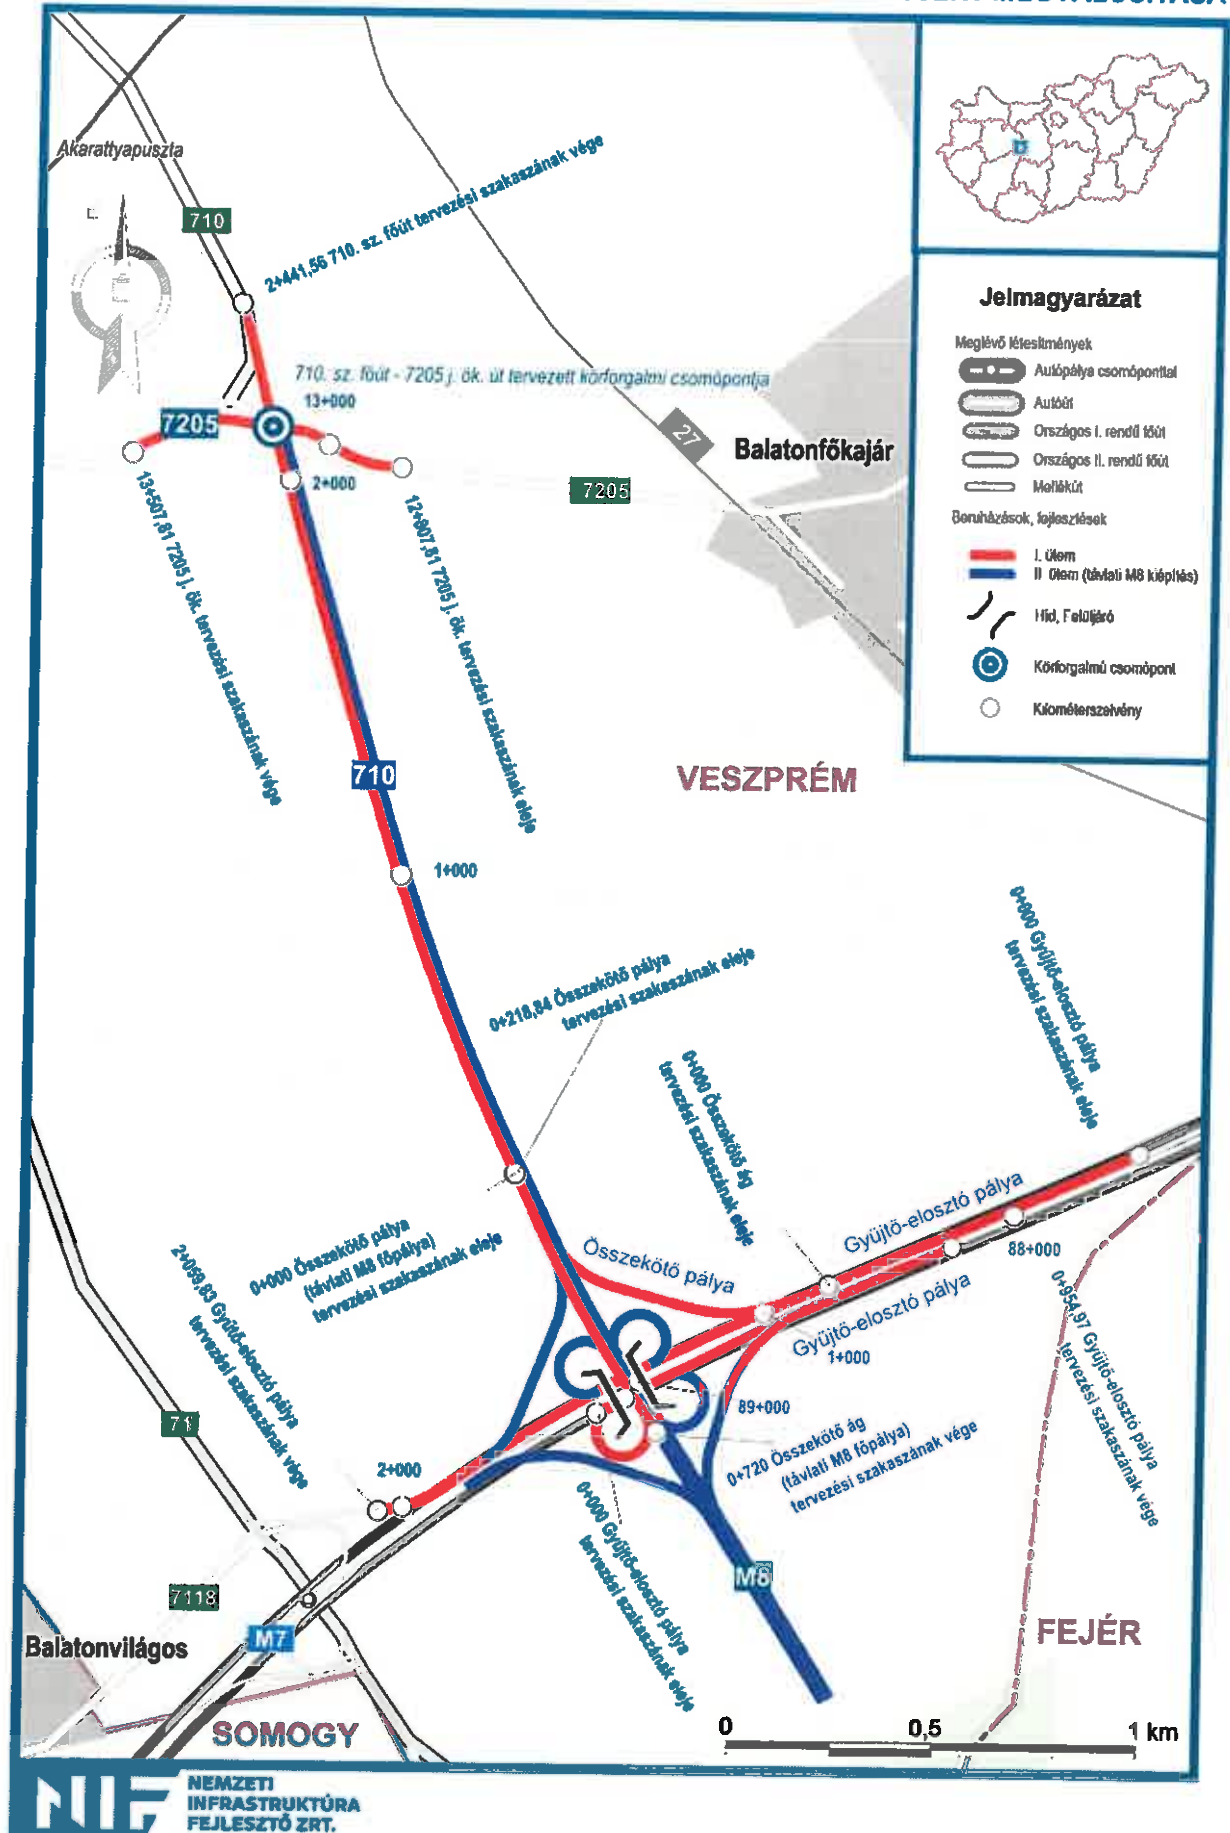 Akarattyapuszta
710
2+441,56 710. sz. főút tervezési szakaszának vége
Jelmagyarázat
Meglévő létesítmények
Autópálya csomóponttal
Autóút
Országos I. rendű főút
Országos II. rendű főút
Mellékút
Beruházások, fejlesztések
I. ütem
II ütem (távlati M8 kiépítés)
Híd, Felüljáró
Körforgalmú csomópont
Kilométerszelvény
710. sz. főút - 7205 j. ök. út tervezett körforgalmi csomópontja
13+000
7205
27
Balatonfőkajár
2+000
7205
13+507,81 7205 j. ök. tervezési szakaszának vége
12+807,81 7205 j. ök. tervezési szakaszának eleje
710
VESZPRÉM
1+000
0+218,84 Összekötő pálya
tervezési szakaszának eleje
0+000 Gyűjtő-elosztó pálya
tervezési szakaszának eleje
0+000 Összekötő ág
tervezési szakaszának eleje
0+000 Összekötő pálya
(távlati M8 főpálya)
tervezési szakaszának eleje
2+059,83 Gyűjtő-elosztó pálya
tervezési szakaszának vége
Összekötő pálya
Gyűjtő-elosztó pálya
88+000
Gyűjtő-elosztó pálya
1+000
0+954,97 Gyűjtő-elosztó pálya
tervezési szakaszának vége
89+000
71
2+000
0+720 Összekötő ág
(távlati M8 főpálya)
tervezési szakaszának vége
0+000 Gyűjtő-elosztó pálya
tervezési szakaszának eleje
M8
7118
M7
Balatonvilágos
FEJÉR
SOMOGY
0 0,5 1 km
NIF
NEMZETI
INFRASTRUKTÚRA
FEJLESZTŐ ZRT.